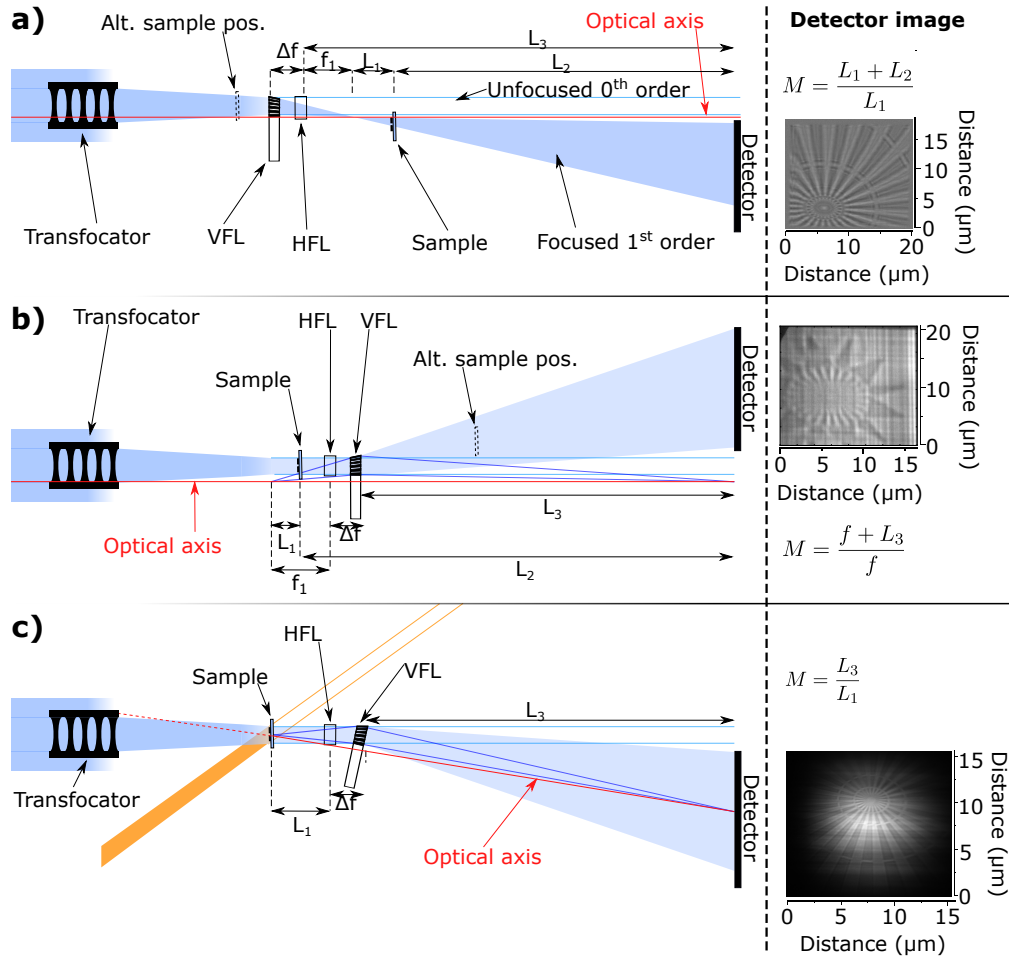 a)
Alt. sample pos.
Optical axis
Detector image
Δf
f₁
L₁
L₃
L₂
Unfocused 0ᵗʰ order
M = (L₁ + L₂) / L₁
Transfocator
VFL
HFL
Sample
Focused 1ˢᵗ order
Detector
15
10
5
0
Distance (μm)
0 10 20
Distance (μm)
b)
Transfocator
HFL
VFL
Sample
Alt. sample pos.
Detector
Optical axis
L₁
Δf
f₁
L₃
L₂
20
10
0
Distance (μm)
0 5 10 15
Distance (μm)
M = (f + L₃) / f
c)
HFL
Sample
VFL
L₃
Transfocator
L₁
Δf
Optical axis
Detector
M = L₃ / L₁
15
10
5
0
Distance (μm)
0 5 10 15
Distance (μm)